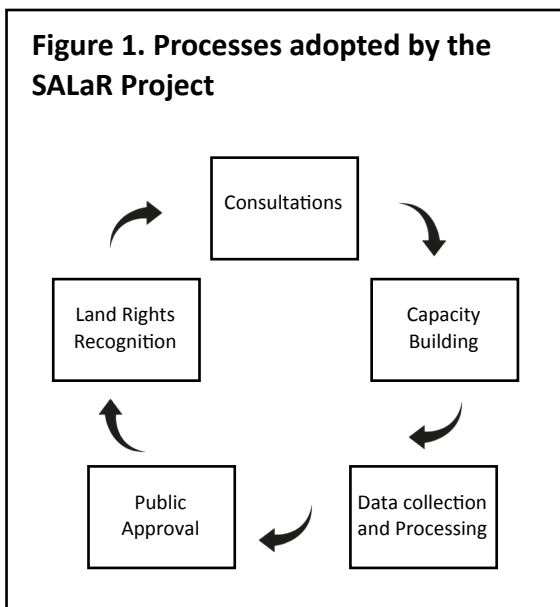 Figure 1. Processes adopted by the
SALaR Project
Consultations
Capacity
Building
Data collection
and Processing
Public
Approval
Land Rights
Recognition